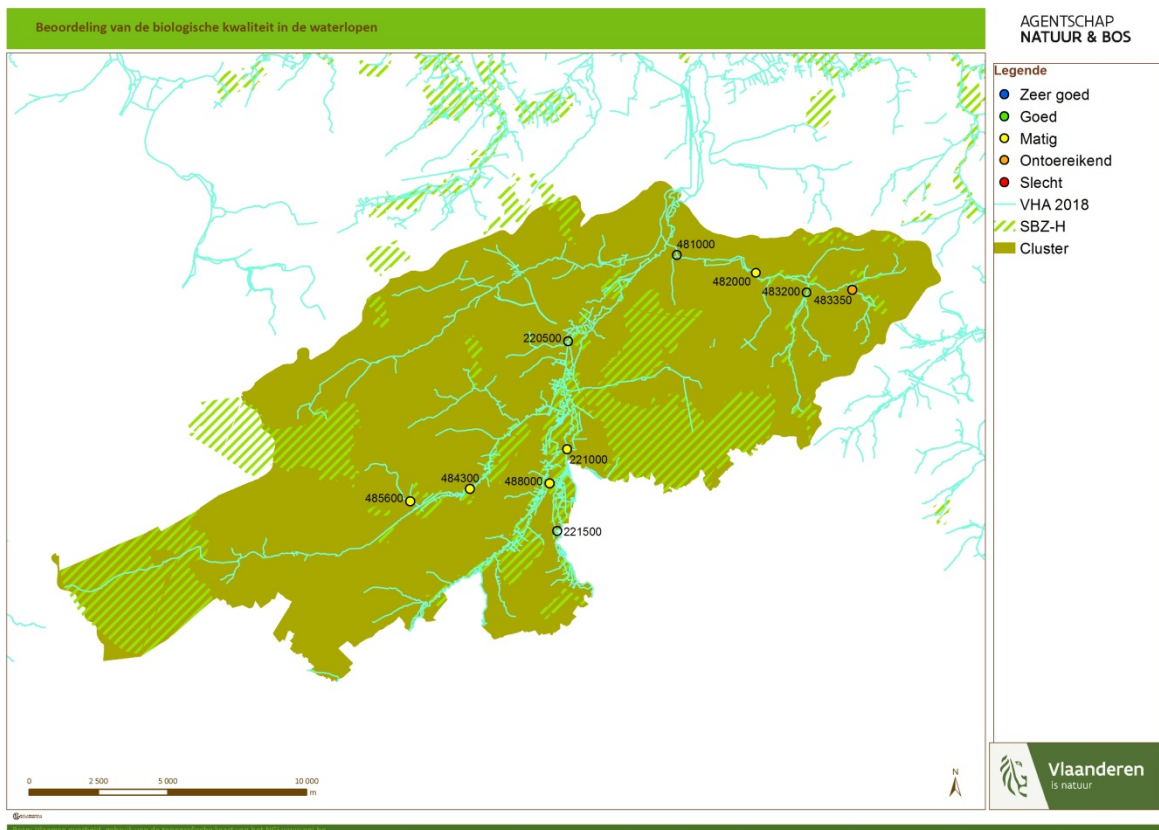 Beoordeling van de biologische kwaliteit in de waterlopen
AGENTSCHAP
NATUUR & BOS
Legende
Zeer goed
Goed
Matig
Ontoereikend
Slecht
VHA 2018
SBZ-H
Cluster
481000
482000
483200
483350
220500
221000
484300
488000
485600
221500
0
2 500
5 000
10 000
m
N
Vlaanderen
is natuur